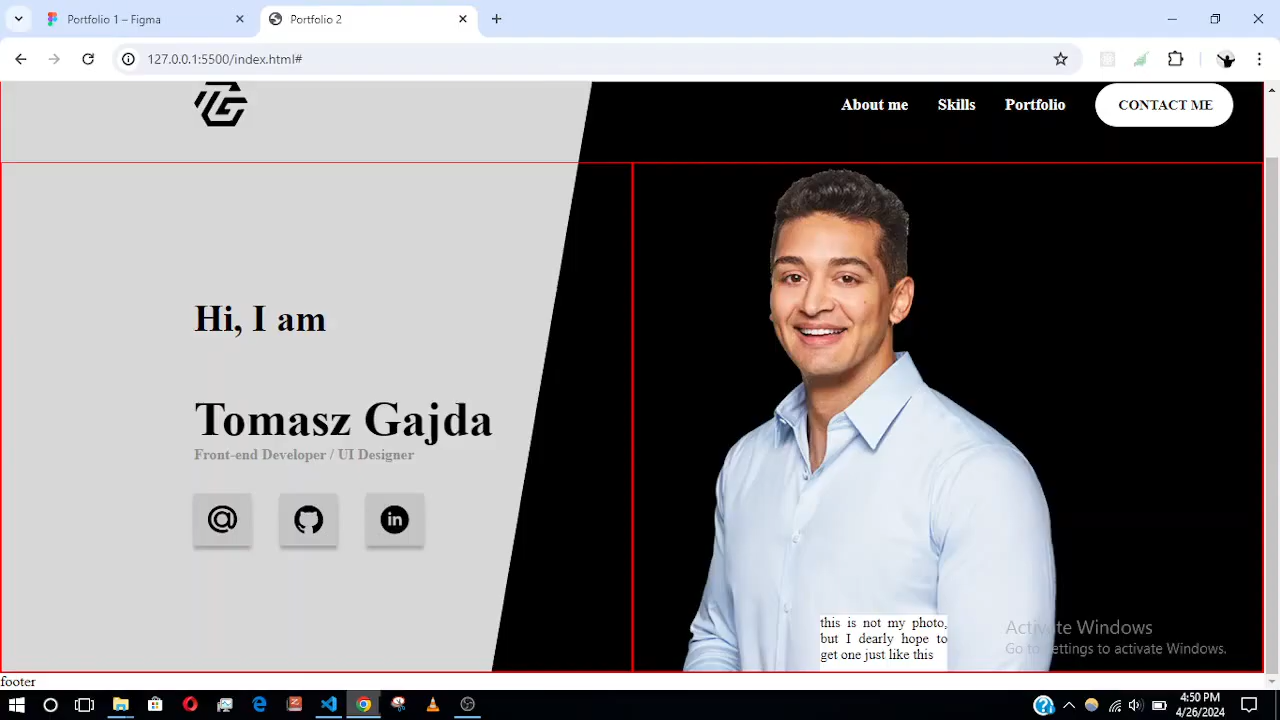 Portfolio 1 – Figma
Portfolio 2
127.0.0.1:5500/index.html#
About me Skills Portfolio CONTACT ME
Hi, I am
Tomasz Gajda
Front-end Developer / UI Designer
this is not my photo,
but I dearly hope to
get one just like this
Activate Windows
Go to Settings to activate Windows.
footer
4:50 PM
4/26/2024